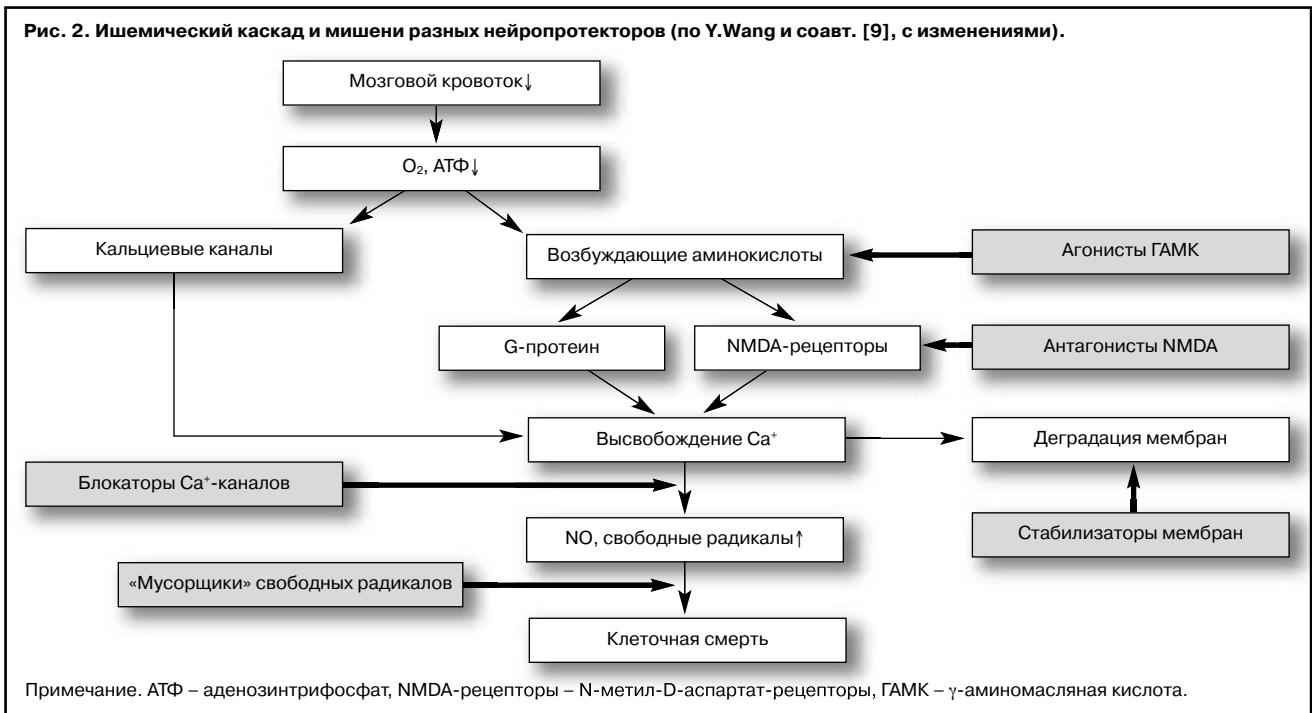 Рис. 2. Ишемический каскад и мишени разных нейропротекторов (по Y.Wang и соавт. [9], с изменениями).
Мозговой кровоток↓
O₂, АТФ↓
Кальциевые каналы
Возбуждающие аминокислоты
Агонисты ГАМК
G-протеин
NMDA-рецепторы
Антагонисты NMDA
Высвобождение Ca⁺
Деградация мембран
Блокаторы Ca⁺-каналов
NO, свободные радикалы↑
Стабилизаторы мембран
«Мусорщики» свободных радикалов
Клеточная смерть
Примечание. АТФ – аденозинтрифосфат, NMDA-рецепторы – N-метил-D-аспартат-рецепторы, ГАМК – γ-аминомасляная кислота.